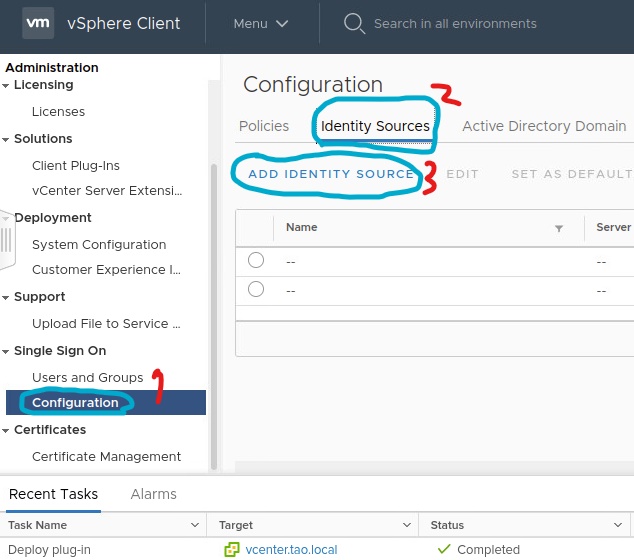 vm vSphere Client Menu Search in all environments
Administration
Licensing
Licenses
Solutions
Client Plug-Ins
vCenter Server Extensi...
Deployment
System Configuration
Customer Experience I...
Support
Upload File to Service ...
Single Sign On
Users and Groups 1
Configuration
Certificates
Certificate Management
Configuration 2
Policies Identity Sources Active Directory Domain
ADD IDENTITY SOURCE 3 EDIT SET AS DEFAULT
Name Server
-- --
-- --
Recent Tasks Alarms
Task Name Target Status
Deploy plug-in vcenter.tao.local Completed